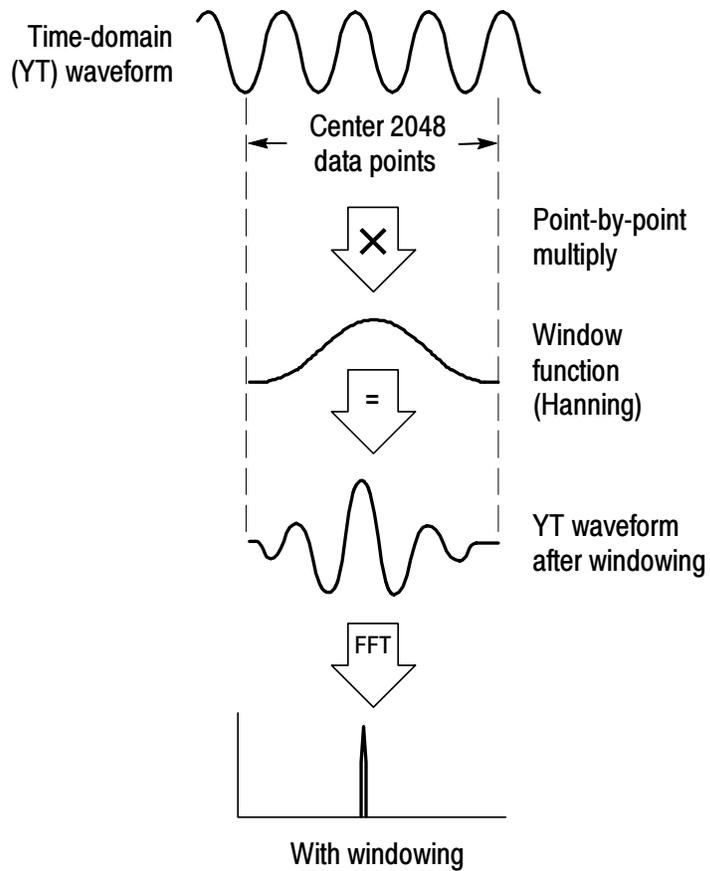 Time-domain
(YT) waveform
Center 2048
data points
×
Point-by-point
multiply
Window
function
(Hanning)
=
YT waveform
after windowing
FFT
With windowing